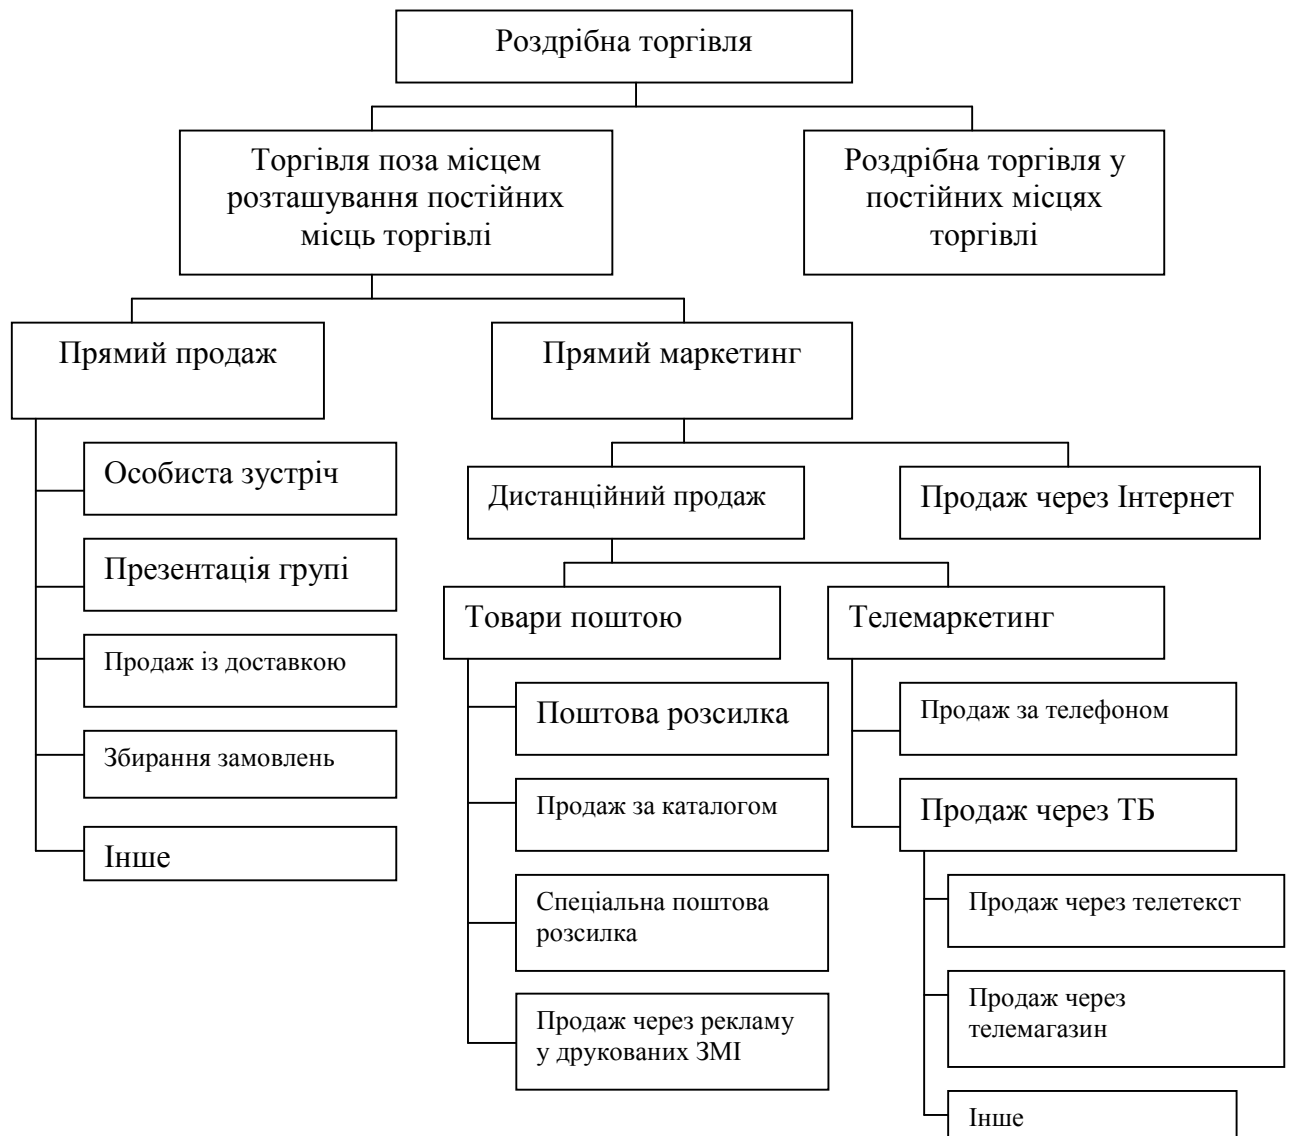 Роздрібна торгівля
Торгівля поза місцем
розташування постійних
місць торгівлі
Роздрібна торгівля у
постійних місцях
торгівлі
Прямий продаж
Прямий маркетинг
Особиста зустріч
Презентація групі
Продаж із доставкою
Збирання замовлень
Інше
Дистанційний продаж
Продаж через Інтернет
Товари поштою
Телемаркетинг
Поштова розсилка
Продаж за каталогом
Спеціальна поштова
розсилка
Продаж через рекламу
у друкованих ЗМІ
Продаж за телефоном
Продаж через ТБ
Продаж через телетекст
Продаж через
телемагазин
Інше